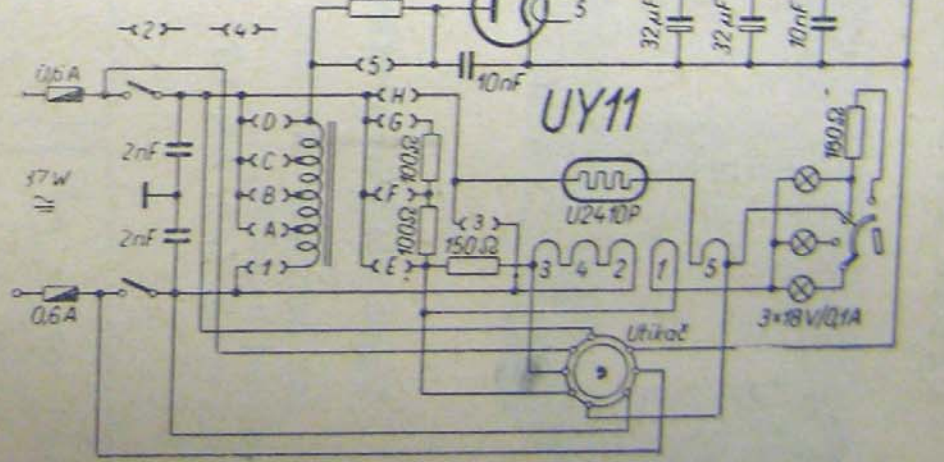 5
‹2› ‹4›
32µF
32µF
10nF
‹5›
10nF
0,6A
‹H›
UY11
‹D›
‹G›
100Ω
160Ω
2nF
‹C›
37W
≅
‹B›
‹F›
U2410P
2nF
‹A›
100Ω
‹3›
150Ω
‹1›
‹E›
3 4 2 1 5
0,6A
3×18V/0,1A
Utikač